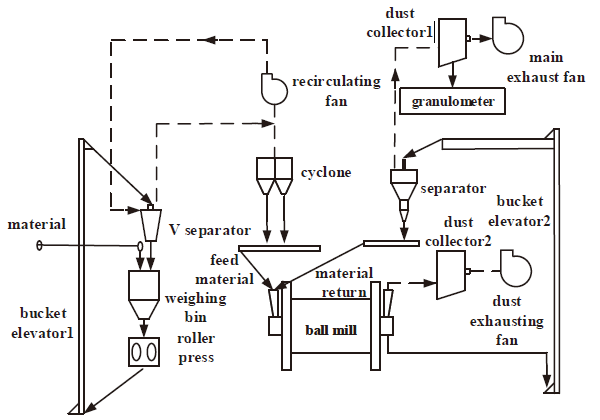 dust
collector1
main
exhaust fan
recirculating
fan
granulometer
cyclone
separator
bucket
elevator2
material
V separator
dust
collector2
feed
material
material
return
weighing
bin
bucket
elevator1
roller
press
ball mill
dust
exhausting
fan